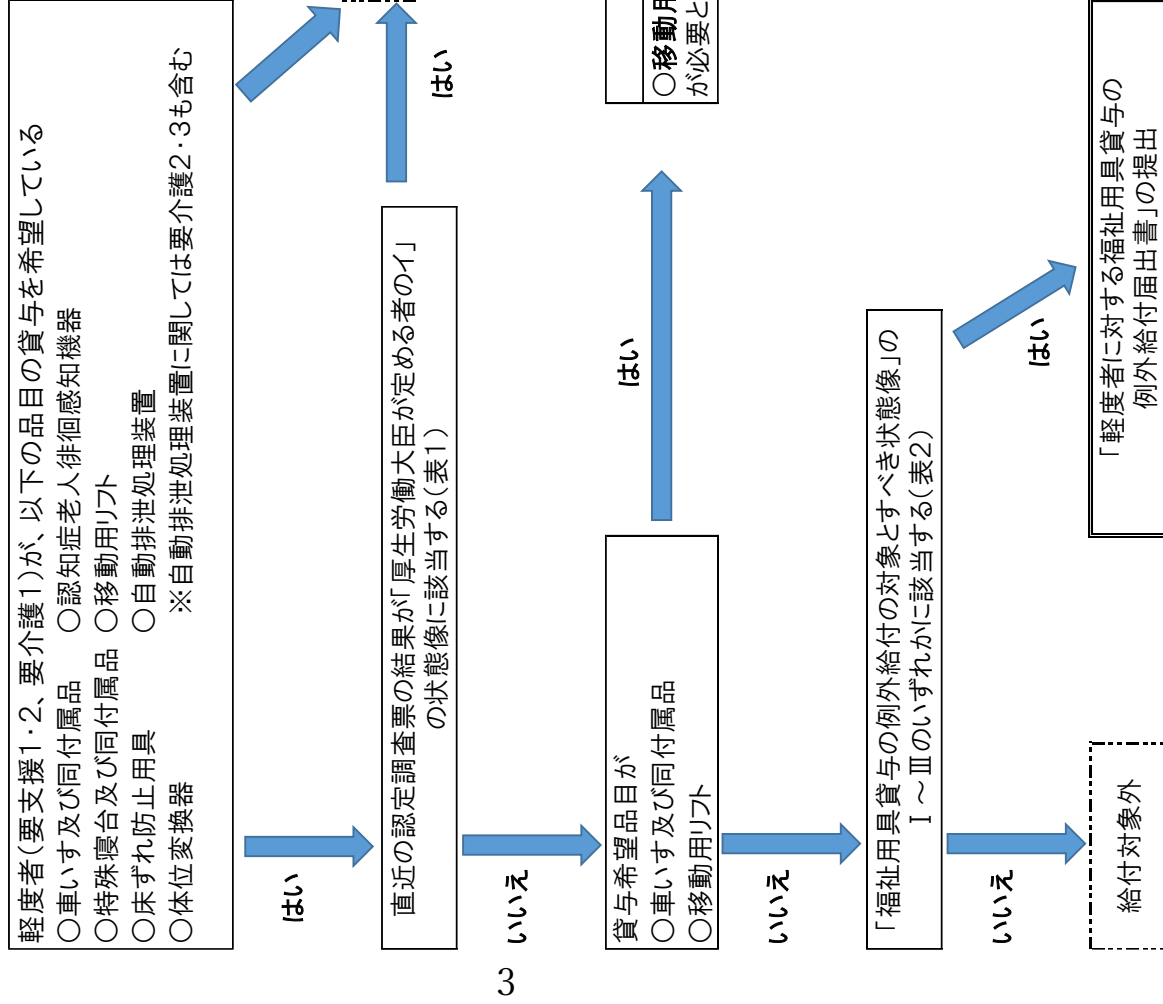 軽度者(要支援1・2、要介護1)が、以下の品目の貸与を希望している
○車いす及び同付属品　○認知症老人徘徊感知機器
○特殊寝台及び同付属品　○移動用リフト
○床ずれ防止用具　○自動排泄処理装置
○体位変換器　※自動排泄処理装置に関しては要介護2・3も含む
はい
直近の認定調査票の結果が「厚生労働大臣が定める者のイ」
の状態像に該当する(表1)
はい
いいえ
貸与希望品目が
○車いす及び同付属品
○移動用リフト
はい
○移動用
が必要と
いいえ
「福祉用具貸与の例外給付の対象とすべき状態像」の
Ⅰ～Ⅲのいずれかに該当する(表2)
はい
いいえ
「軽度者に対する福祉用具貸与の
例外給付届出書」の提出
給付対象外
3